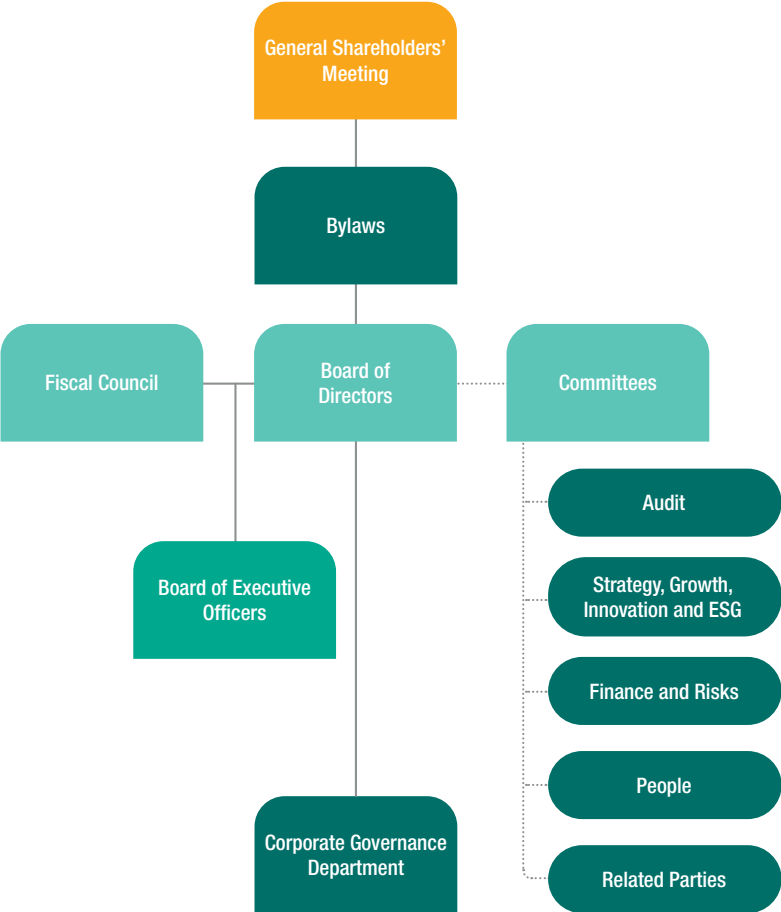 General Shareholders’
Meeting
Bylaws
Fiscal Council
Board of
Directors
Committees
Audit
Strategy, Growth,
Innovation and ESG
Board of Executive
Officers
Finance and Risks
People
Corporate Governance
Department
Related Parties